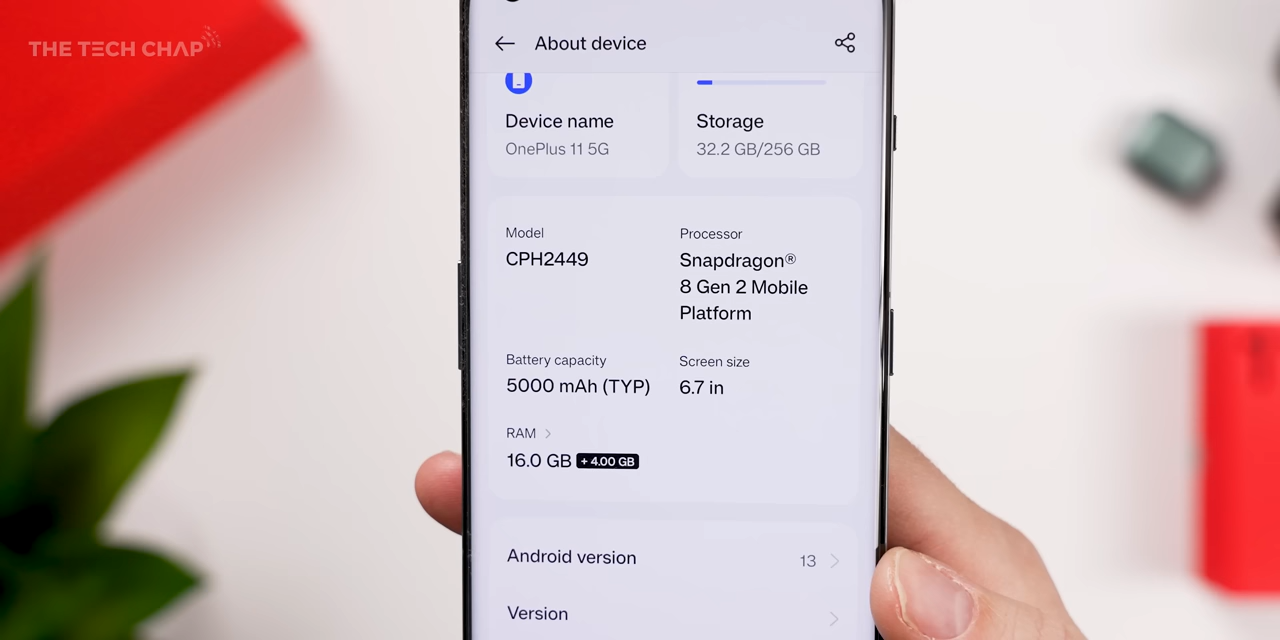 THE TECH CHAP
About device
Device name
OnePlus 11 5G
Storage
32.2 GB/256 GB
Model
CPH2449
Processor
Snapdragon®
8 Gen 2 Mobile
Platform
Battery capacity
5000 mAh (TYP)
Screen size
6.7 in
RAM
16.0 GB + 4.00 GB
Android version
13
Version